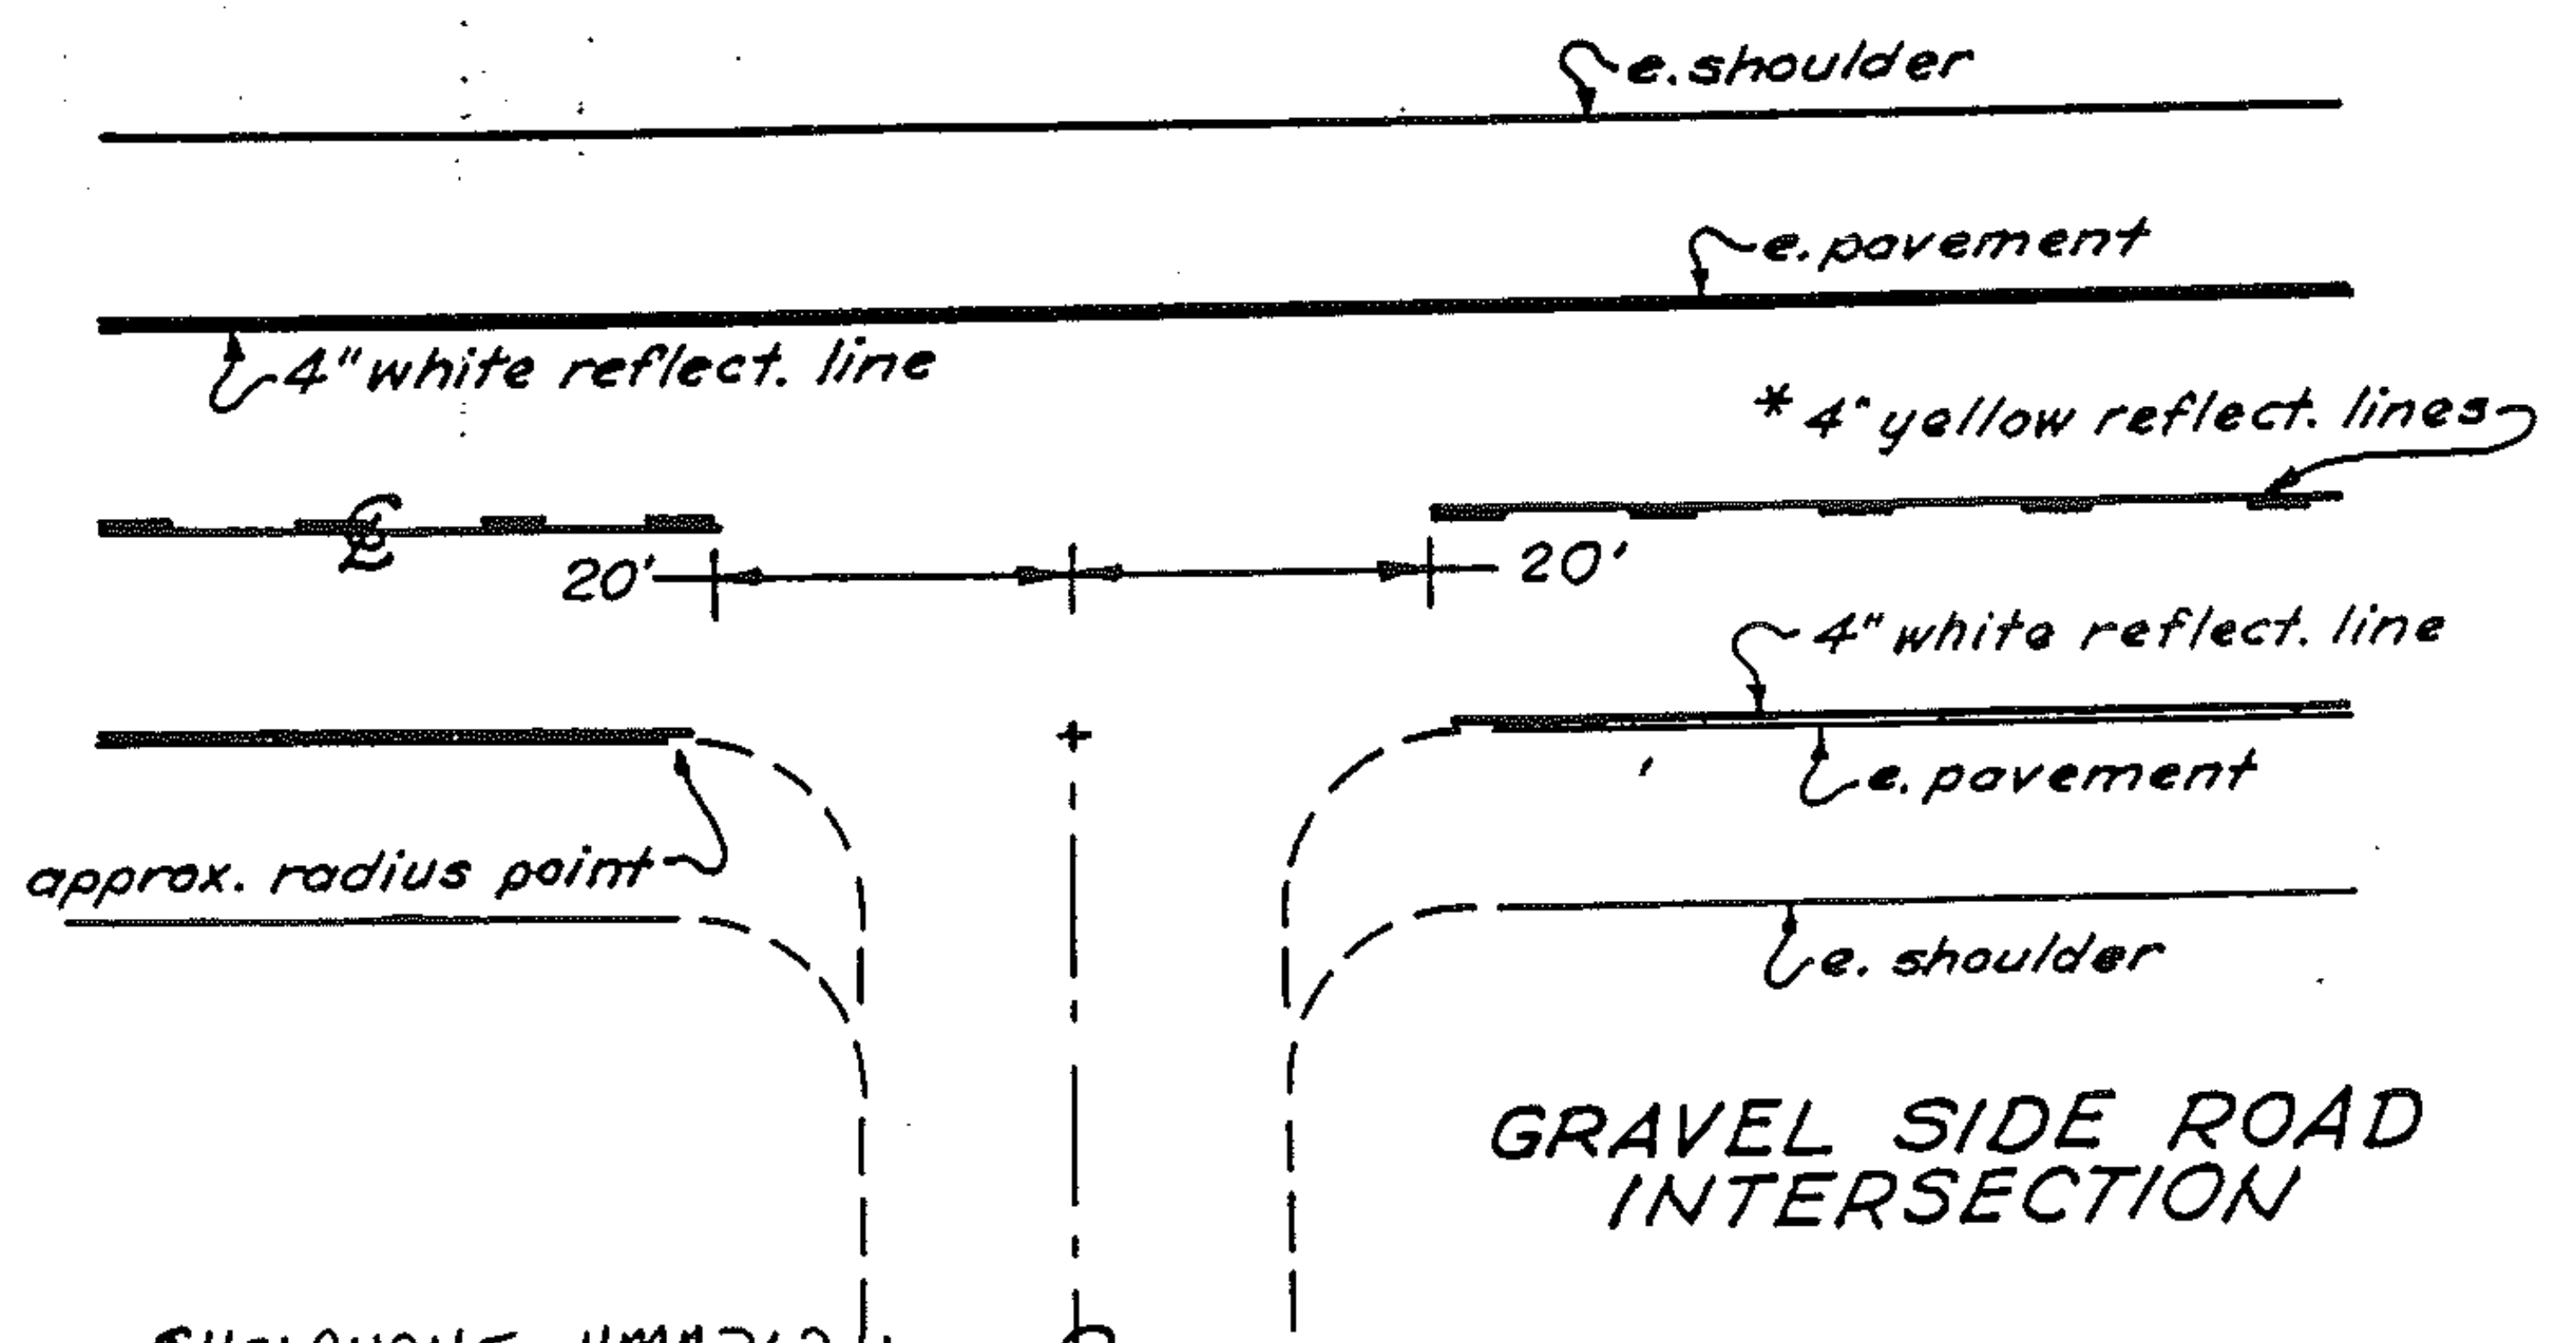 e. shoulder
e. pavement
4" white reflect. line
* 4" yellow reflect. lines
℄
20'
20'
4" white reflect. line
e. pavement
approx. radius point
e. shoulder
GRAVEL SIDE ROAD
INTERSECTION